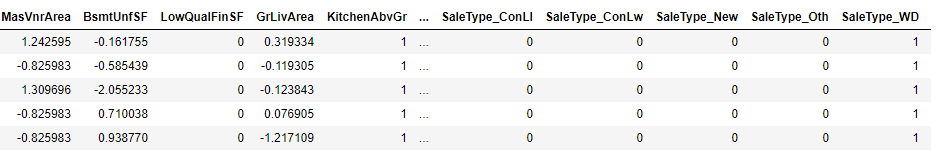 MasVnrArea BsmtUnfSF LowQualFinSF GrLivArea KitchenAbvGr ... SaleType_ConLI SaleType_ConLw SaleType_New SaleType_Oth SaleType_WD
1.242595 -0.161755 0 0.319334 1 ... 0 0 0 0 1
-0.825983 -0.585439 0 -0.119305 1 ... 0 0 0 0 1
1.309696 -2.055233 0 -0.123843 1 ... 0 0 0 0 1
-0.825983 0.710038 0 0.076905 1 ... 0 0 0 0 1
-0.825983 0.938770 0 -1.217109 1 ... 0 0 0 0 1